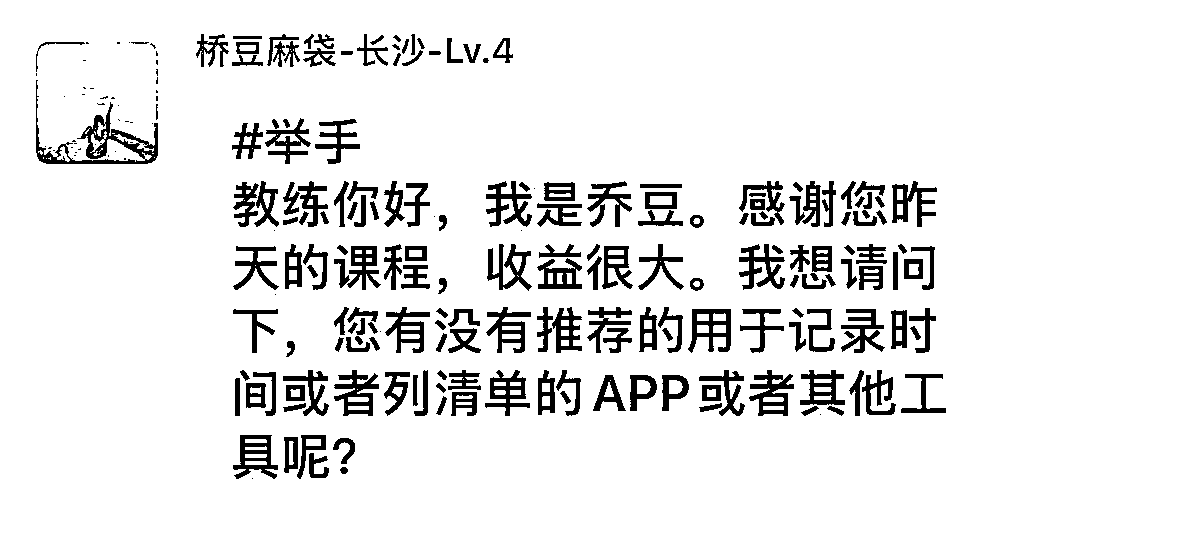 桥豆麻袋-长沙-Lv.4
#举手
教练你好，我是乔豆。感谢您昨
天的课程，收益很大。我想请问
下，您有没有推荐的用于记录时
间或者列清单的APP或者其他工
具呢？